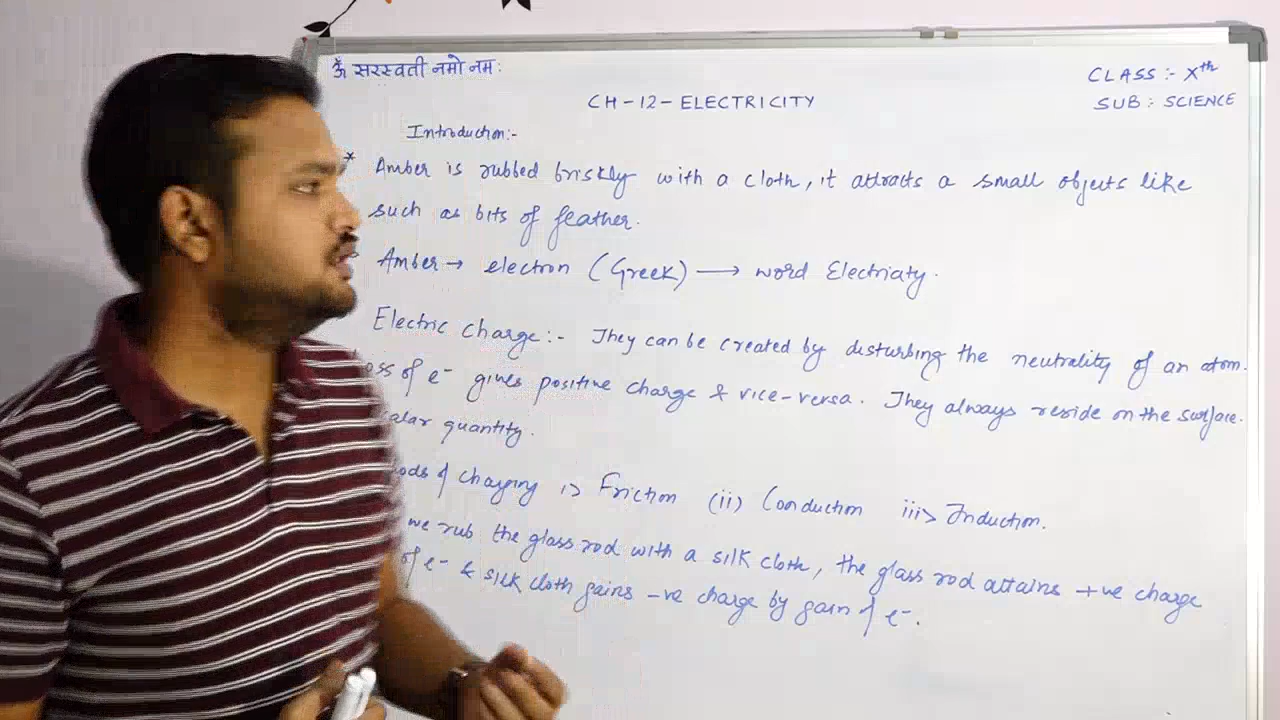 ॐ सरस्वती नमो नमः
CLASS :- Xth
SUB : SCIENCE
CH-12-ELECTRICITY
Introduction:-
* Amber is rubbed briskly with a cloth, it attracts a small objects like
such as bits of feather.
Amber → electron (Greek) → word Electricity.
Electric charge:- They can be created by disturbing the neutrality of an atom.
of e- gives positive charge & vice-versa. They always reside on the surface.
quantity.
of charging i> Friction (ii) Conduction iii> Induction.
we rub the glass rod with a silk cloth, the glass rod attains +ve charge
of e- & silk cloth gains -ve charge by gain of e-.